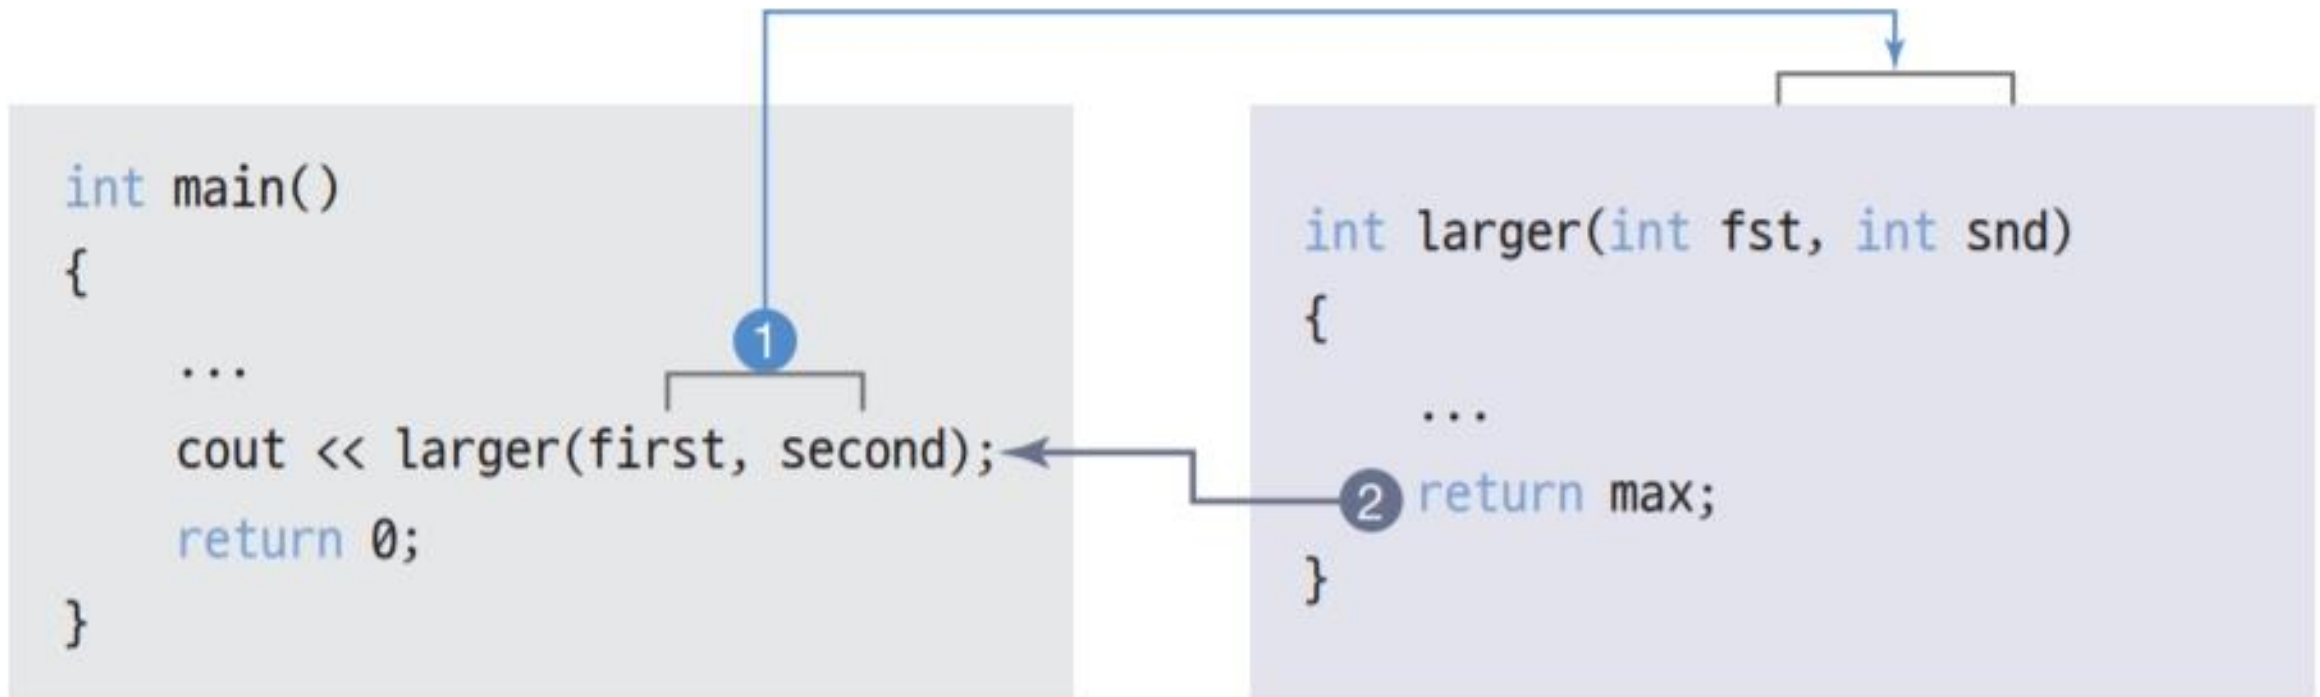 int main()
{
...
1
cout << larger(first, second);
return 0;
}
int larger(int fst, int snd)
{
...
2 return max;
}